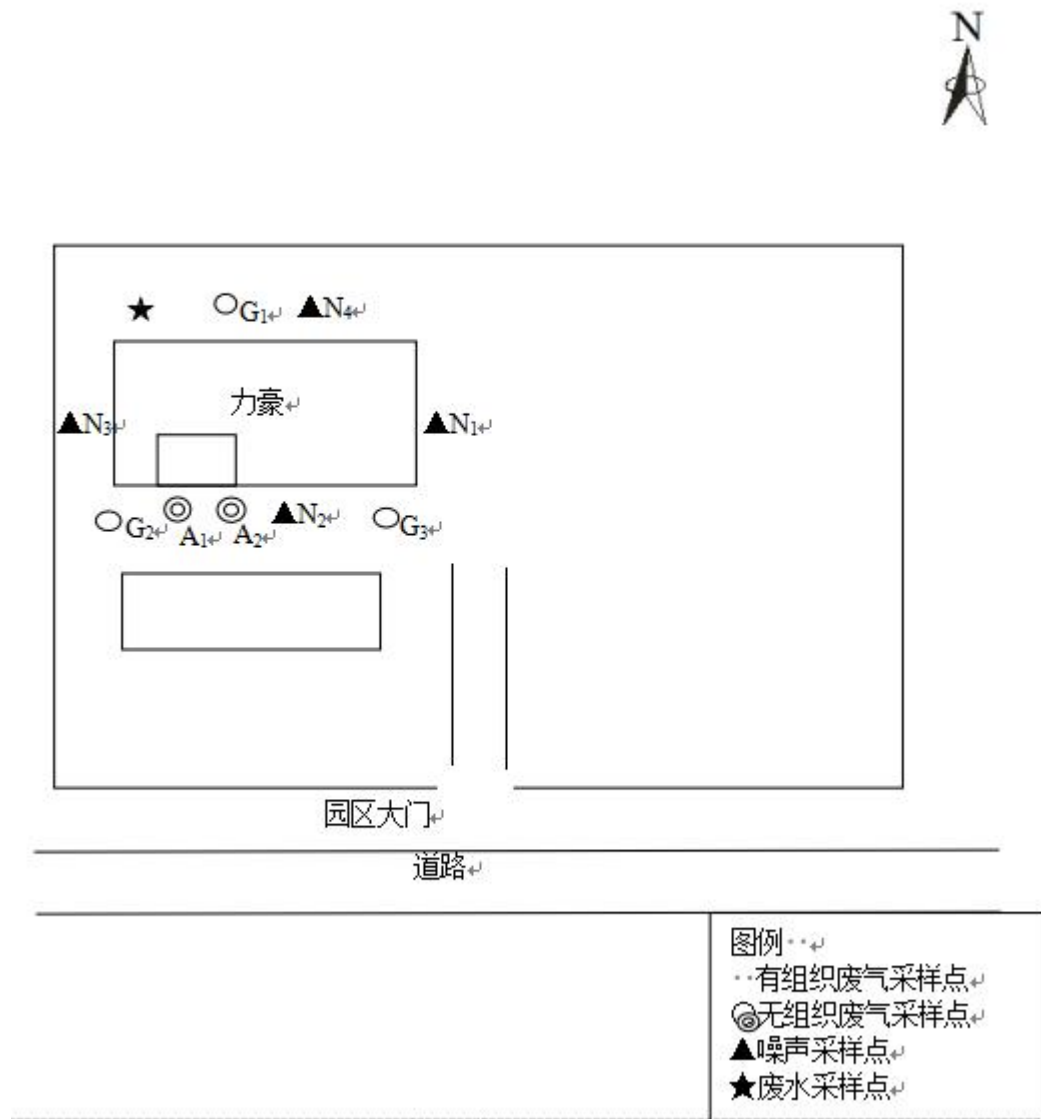 N
★ ○G₁↵ ▲N₄↵
力豪↵
▲N₃↵ ▲N₁↵
○G₂↵ ◎A₁↵ ◎A₂↵ ▲N₂↵ ○G₃↵
园区大门↵
道路↵
图例··↵
··有组织废气采样点↵
◎无组织废气采样点↵
▲噪声采样点↵
★废水采样点↵